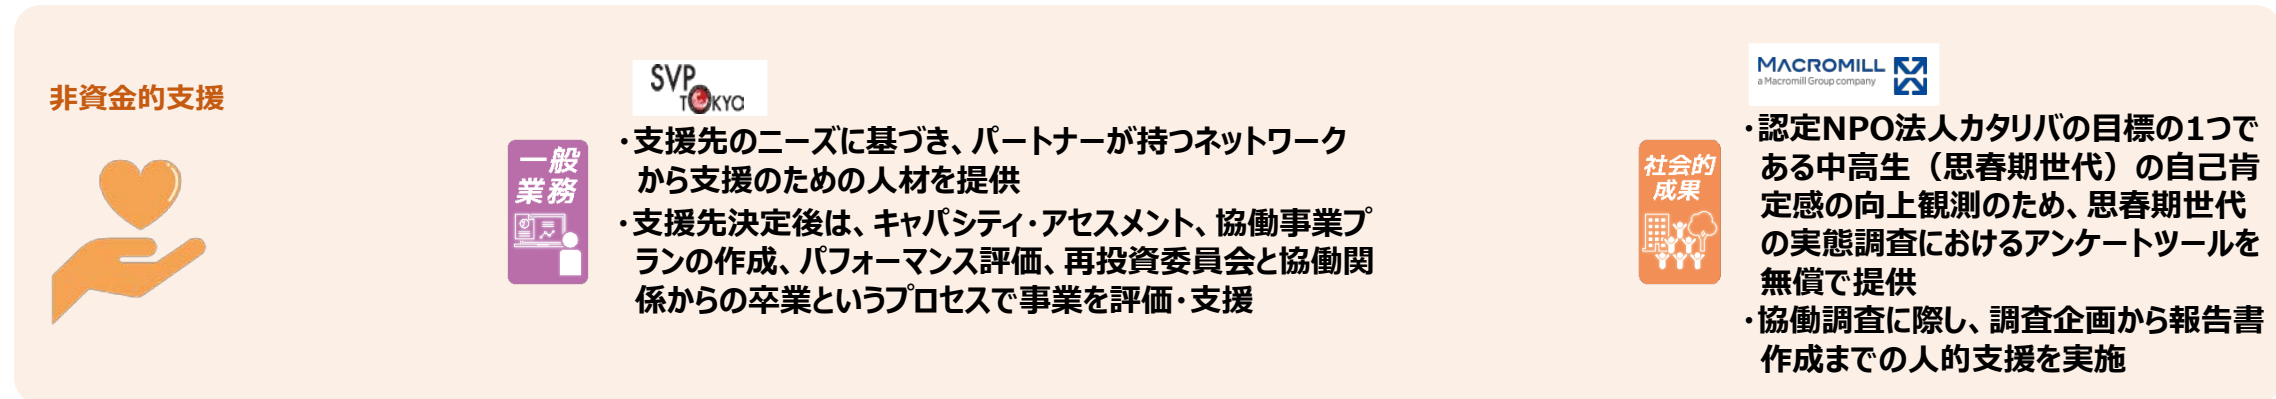 非資金的支援
SVP
TOKYO
一般
業務
・支援先のニーズに基づき、パートナーが持つネットワーク
から支援のための人材を提供
・支援先決定後は、キャパシティ・アセスメント、協働事業プ
ランの作成、パフォーマンス評価、再投資委員会と協働関
係からの卒業というプロセスで事業を評価・支援
MACROMILL
a Macromill Group company
社会的
成果
・認定NPO法人カタリバの目標の1つで
ある中高生（思春期世代）の自己肯
定感の向上観測のため、思春期世代
の実態調査におけるアンケートツールを
無償で提供
・協働調査に際し、調査企画から報告書
作成までの人的支援を実施